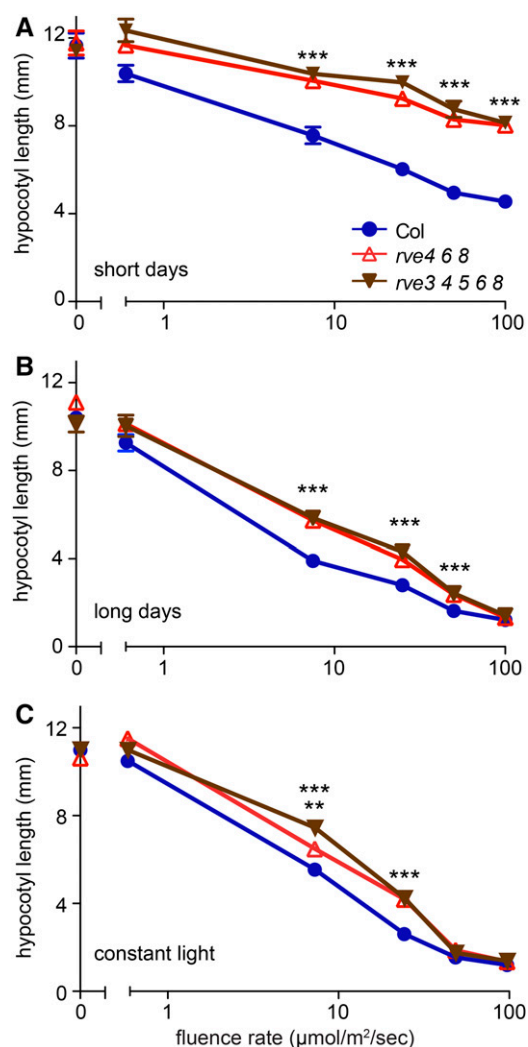 A
12
8
4
0
hypocotyl length (mm)
***
***
***
***
Col
rve4 6 8
rve3 4 5 6 8
short days
0
1
10
100
B
12
8
4
0
hypocotyl length (mm)
***
***
***
long days
0
1
10
100
C
12
8
4
0
hypocotyl length (mm)
***
**
***
constant light
0
1
10
100
fluence rate (µmol/m²/sec)